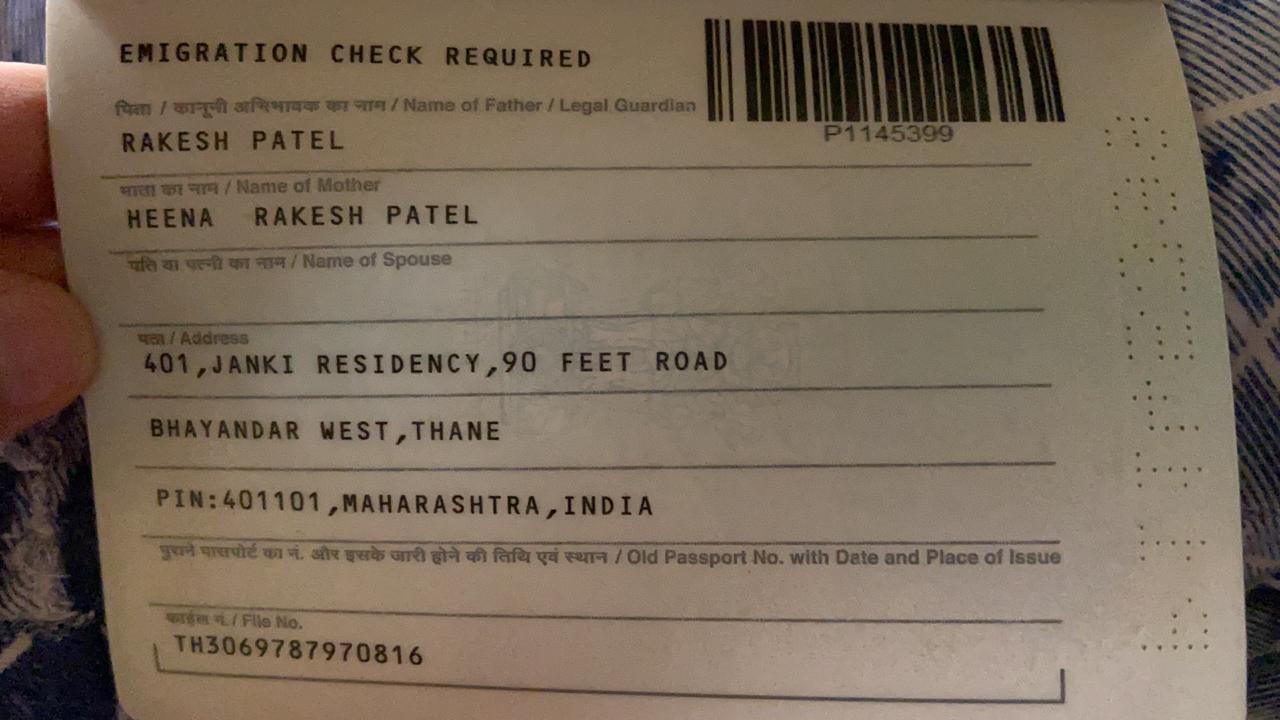 EMIGRATION CHECK REQUIRED
पिता / कानूनी अभिभावक का नाम / Name of Father / Legal Guardian
P1145399
RAKESH PATEL
माता का नाम / Name of Mother
HEENA RAKESH PATEL
पति या पत्नी का नाम / Name of Spouse
पता / Address
401,JANKI RESIDENCY,90 FEET ROAD
BHAYANDAR WEST,THANE
PIN:401101,MAHARASHTRA,INDIA
पुराने पासपोर्ट का नं. और इसके जारी होने की तिथि एवं स्थान / Old Passport No. with Date and Place of Issue
फाईल नं. / File No.
TH3069787970816